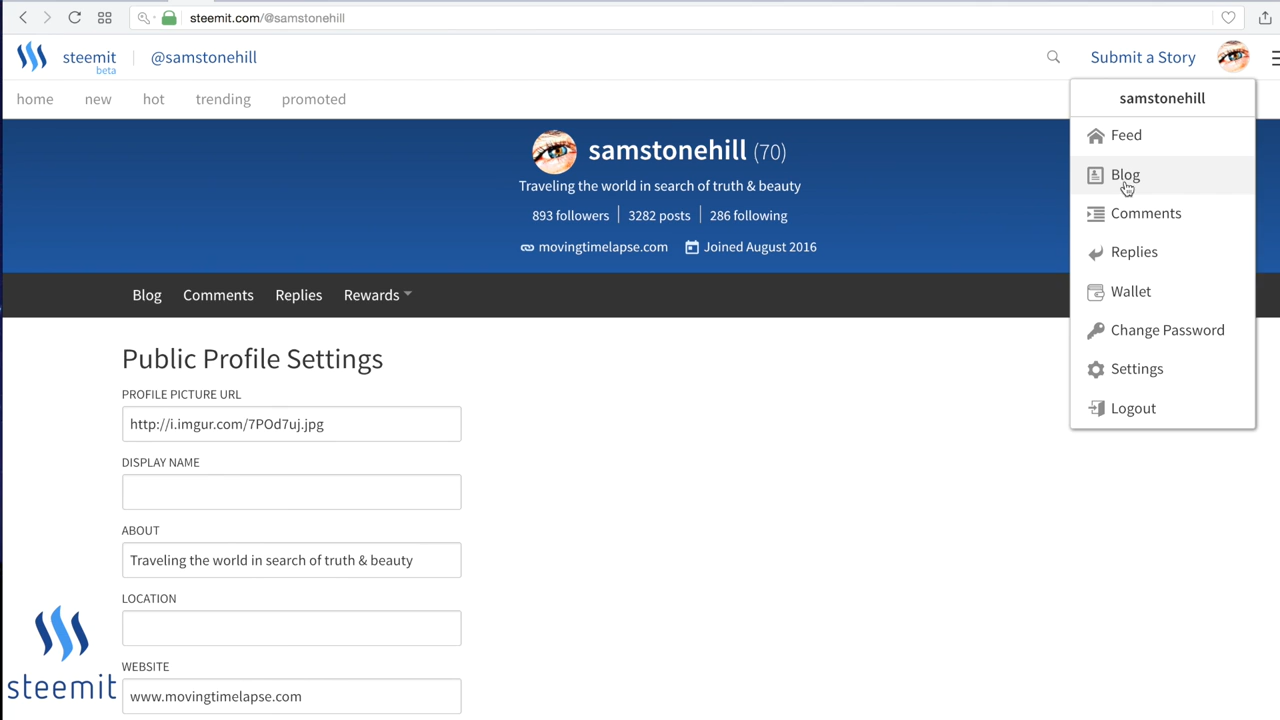 steemit.com/@samstonehill
steemit
beta
@samstonehill
Submit a Story
home new hot trending promoted
samstonehill
Feed
Blog
Comments
Replies
Wallet
Change Password
Settings
Logout
samstonehill (70)
Traveling the world in search of truth & beauty
893 followers 3282 posts 286 following
movingtimelapse.com Joined August 2016
Blog Comments Replies Rewards
Public Profile Settings
PROFILE PICTURE URL
http://i.imgur.com/7POd7uj.jpg
DISPLAY NAME
ABOUT
Traveling the world in search of truth & beauty
LOCATION
WEBSITE
www.movingtimelapse.com
steemit